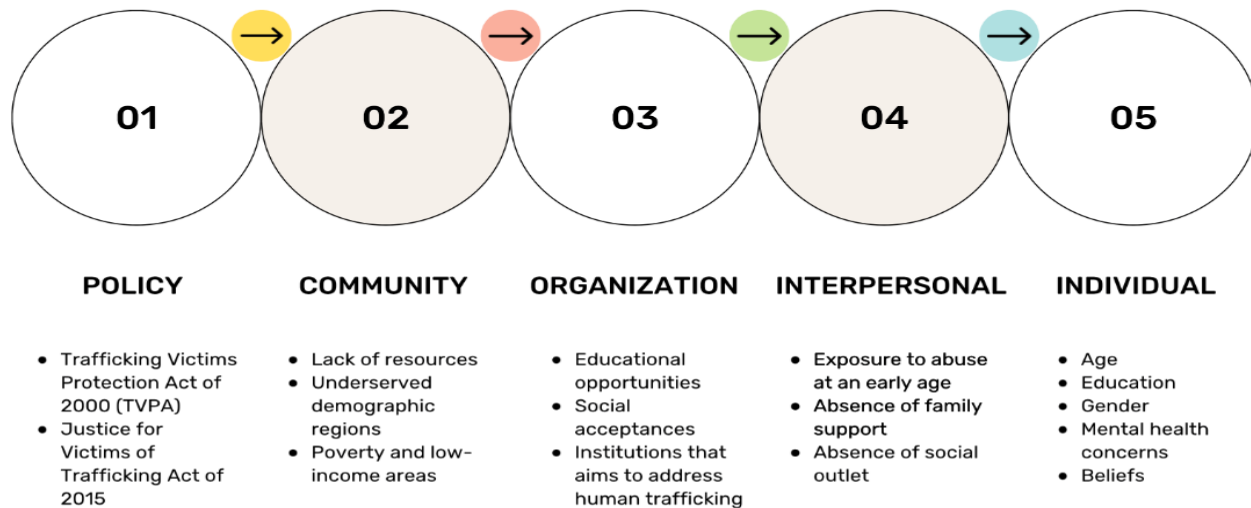 01
02
03
04
05
POLICY
• Trafficking Victims
Protection Act of
2000 (TVPA)
• Justice for
Victims of
Trafficking Act of
2015
COMMUNITY
• Lack of resources
• Underserved
demographic
regions
• Poverty and low-
income areas
ORGANIZATION
• Educational
opportunities
• Social
acceptances
• Institutions that
aims to address
human trafficking
INTERPERSONAL
• Exposure to abuse
at an early age
• Absence of family
support
• Absence of social
outlet
INDIVIDUAL
• Age
• Education
• Gender
• Mental health
concerns
• Beliefs